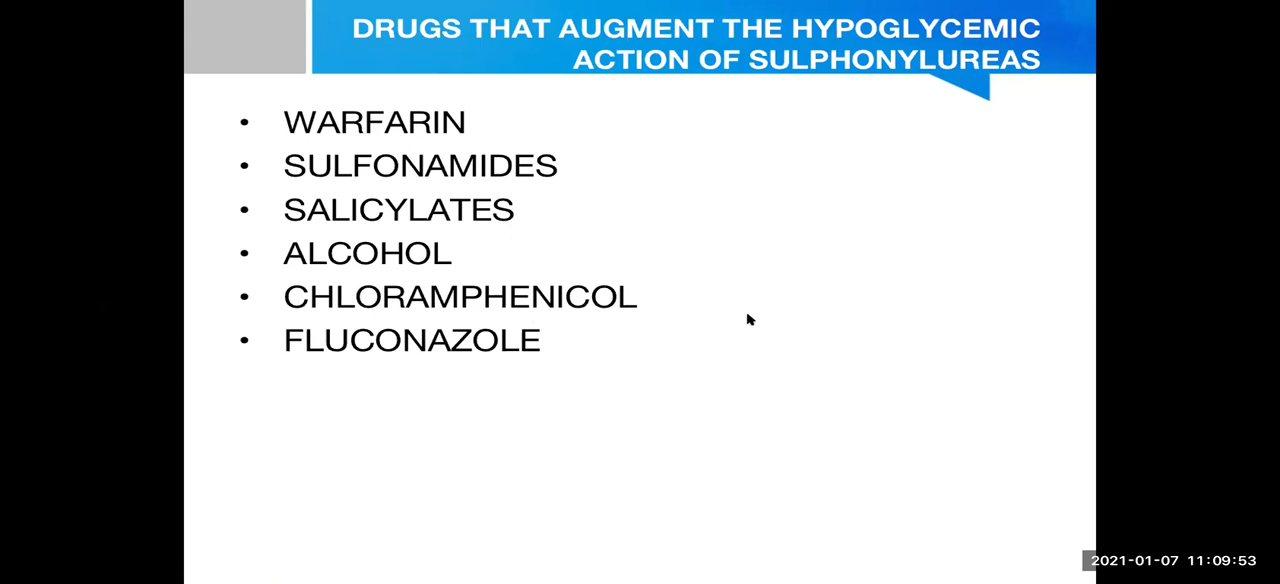 DRUGS THAT AUGMENT THE HYPOGLYCEMIC
ACTION OF SULPHONYLUREAS
• WARFARIN
• SULFONAMIDES
• SALICYLATES
• ALCOHOL
• CHLORAMPHENICOL
• FLUCONAZOLE
2021-01-07 11:09:53